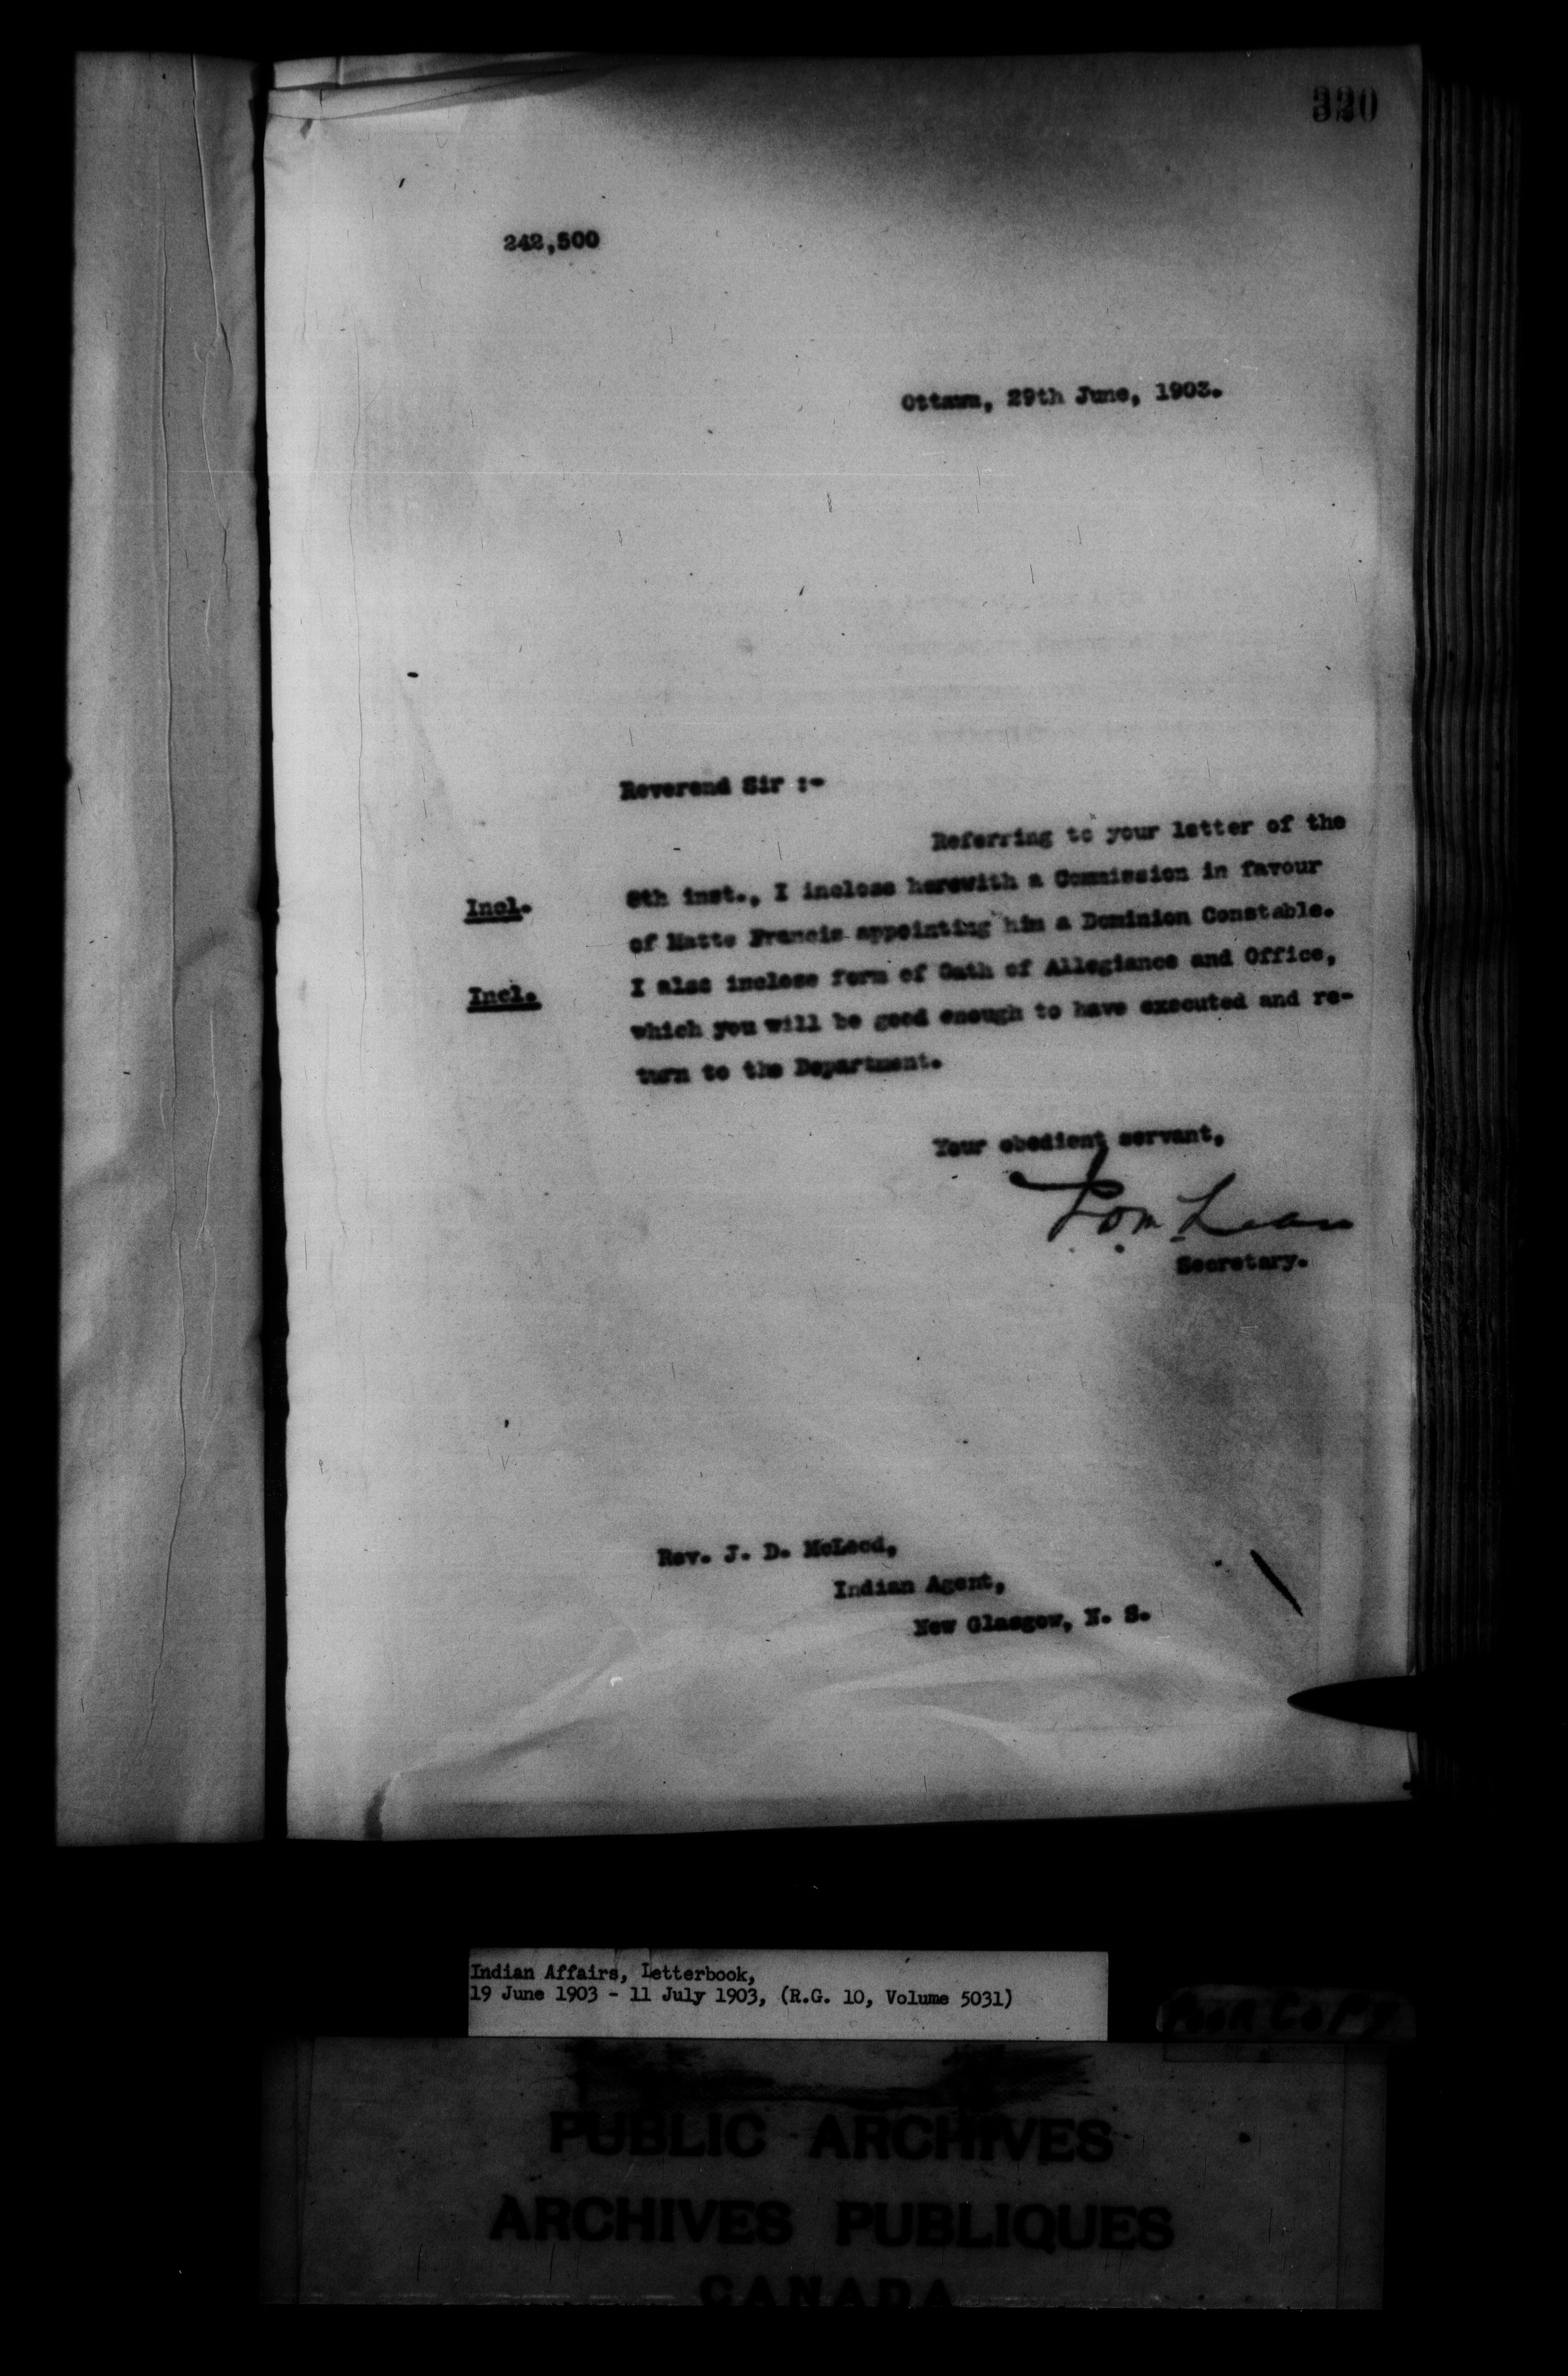 320
242,500
Ottawa, 29th June, 1903.
Reverend Sir :-
Referring to your letter of the
Incl. 8th inst., I inclose herewith a Commission in favour
of Matte Francis appointing him a Dominion Constable.
Incl. I also inclose form of Oath of Allegiance and Office,
which you will be good enough to have executed and re-
turn to the Department.
Your obedient servant,
J. D. McLean
Secretary.
Rev. J. D. McLeod,
Indian Agent,
New Glasgow, N. S.
Indian Affairs, Letterbook,
19 June 1903 - 11 July 1903, (R.G. 10, Volume 5031)
POOR COPY
PUBLIC ARCHIVES
ARCHIVES PUBLIQUES
CANADA